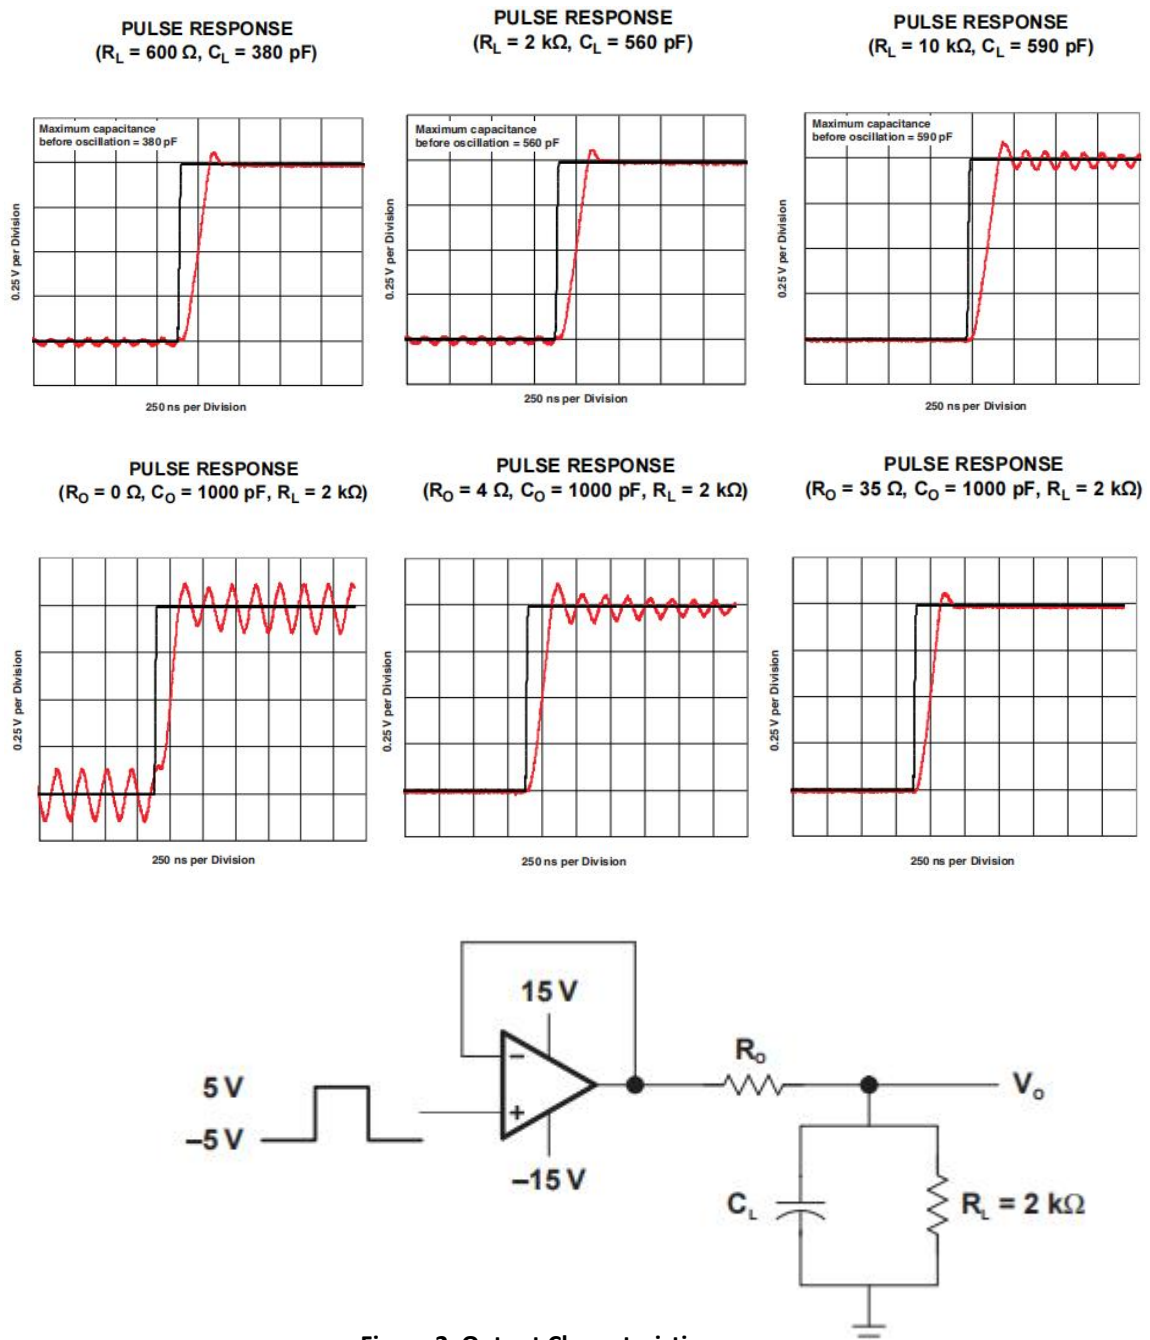 PULSE RESPONSE
(RL = 600 Ω, CL = 380 pF)
PULSE RESPONSE
(RL = 2 kΩ, CL = 560 pF)
PULSE RESPONSE
(RL = 10 kΩ, CL = 590 pF)
Maximum capacitance
before oscillation = 380 pF
0.25 V per Division
250 ns per Division
Maximum capacitance
before oscillation = 560 pF
0.25 V per Division
250 ns per Division
Maximum capacitance
before oscillation = 590 pF
0.25 V per Division
250 ns per Division
PULSE RESPONSE
(RO = 0 Ω, CO = 1000 pF, RL = 2 kΩ)
PULSE RESPONSE
(RO = 4 Ω, CO = 1000 pF, RL = 2 kΩ)
PULSE RESPONSE
(RO = 35 Ω, CO = 1000 pF, RL = 2 kΩ)
0.25 V per Division
250 ns per Division
0.25 V per Division
250 ns per Division
0.25 V per Division
250 ns per Division
15 V
–
+
–15 V
5 V
–5 V
RO
VO
CL
RL = 2 kΩ